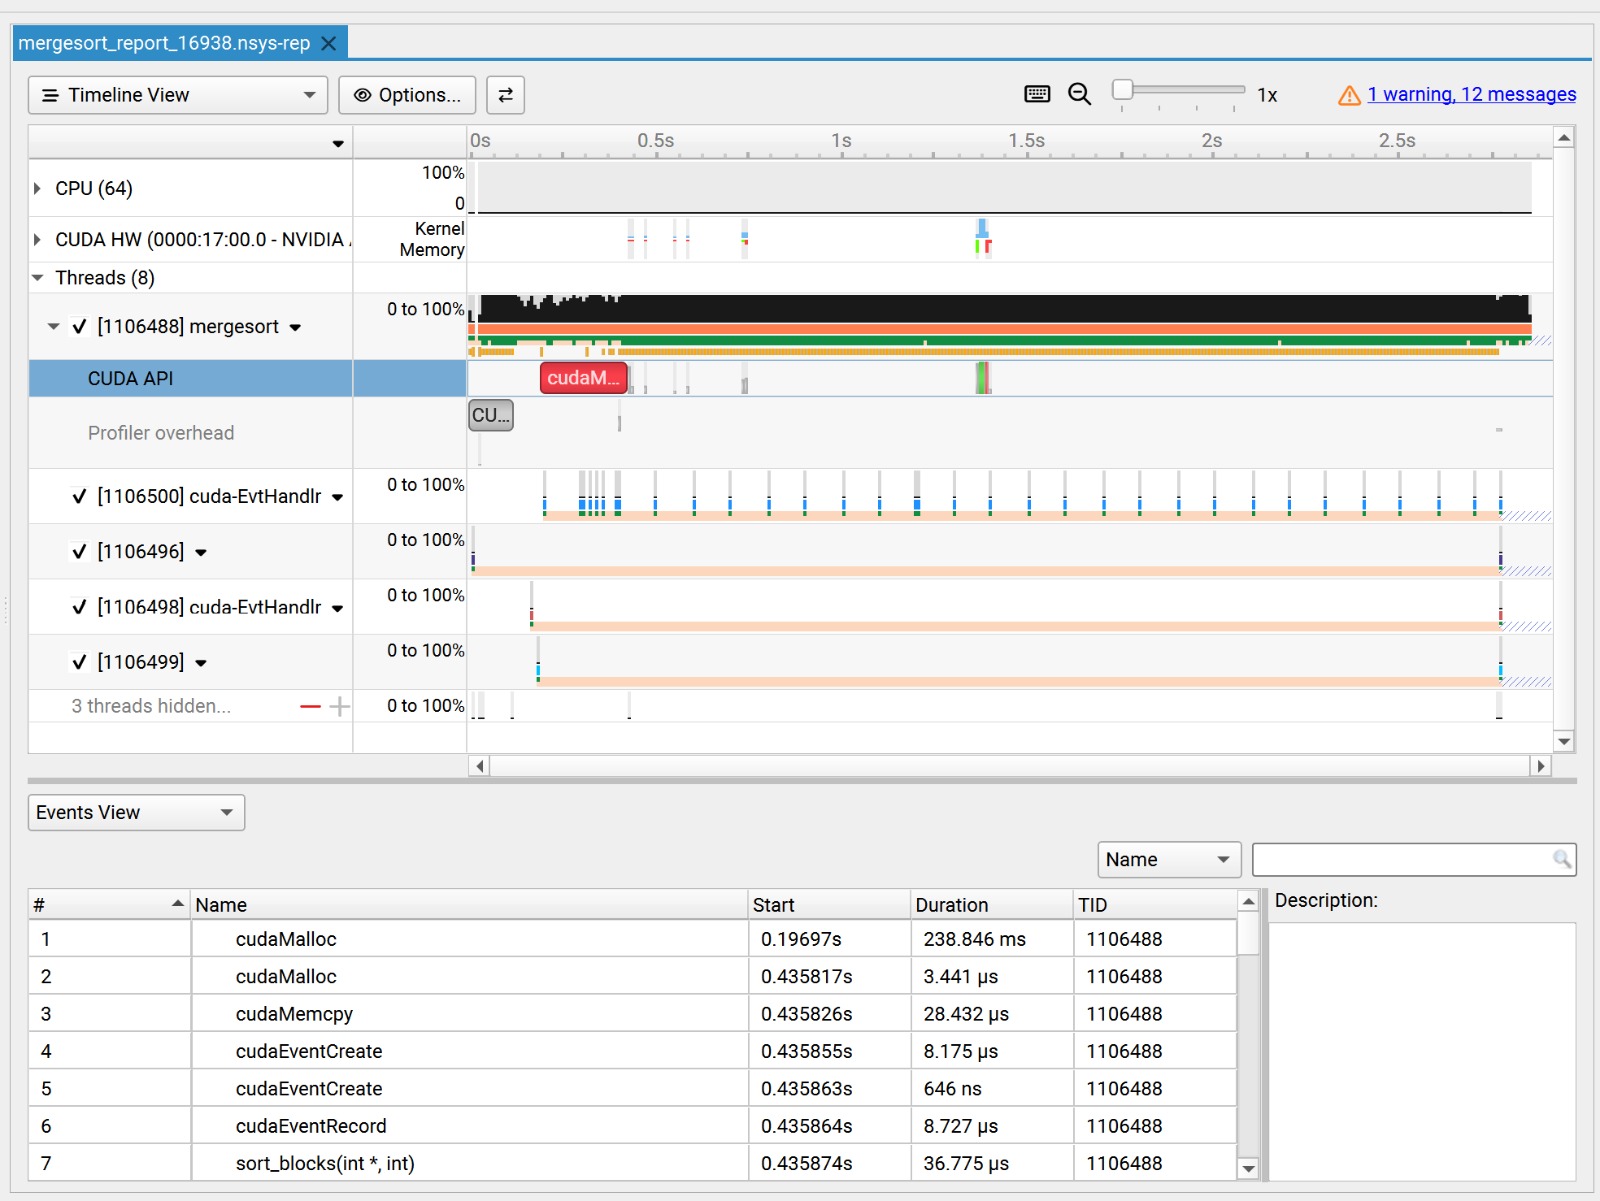 mergesort_report_16938.nsys-rep
Timeline View Options... 1x 1 warning, 12 messages
0s 0.5s 1s 1.5s 2s 2.5s
CPU (64) 100%
0
CUDA HW (0000:17:00.0 - NVIDIA Kernel
Memory
Threads (8)
[1106488] mergesort 0 to 100%
CUDA API cudaM...
CU...
Profiler overhead
[1106500] cuda-EvtHandlr 0 to 100%
[1106496] 0 to 100%
[1106498] cuda-EvtHandlr 0 to 100%
[1106499] 0 to 100%
3 threads hidden... 0 to 100%
Events View
Name
# Name Start Duration TID Description:
1 cudaMalloc 0.19697s 238.846 ms 1106488
2 cudaMalloc 0.435817s 3.441 µs 1106488
3 cudaMemcpy 0.435826s 28.432 µs 1106488
4 cudaEventCreate 0.435855s 8.175 µs 1106488
5 cudaEventCreate 0.435863s 646 ns 1106488
6 cudaEventRecord 0.435864s 8.727 µs 1106488
7 sort_blocks(int *, int) 0.435874s 36.775 µs 1106488